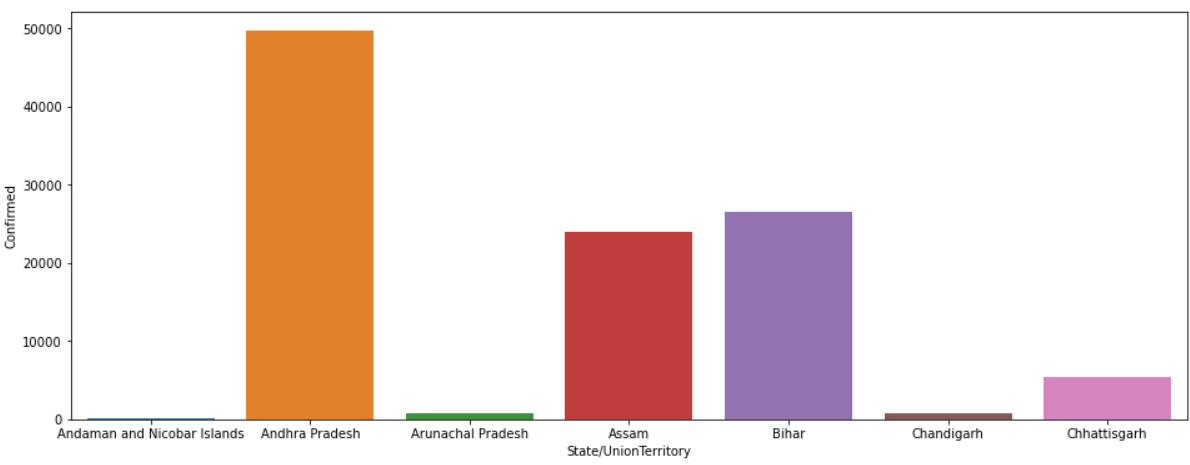 50000
40000
30000
20000
10000
0
Confirmed
Andaman and Nicobar Islands Andhra Pradesh Arunachal Pradesh Assam Bihar Chandigarh Chhattisgarh
State/UnionTerritory